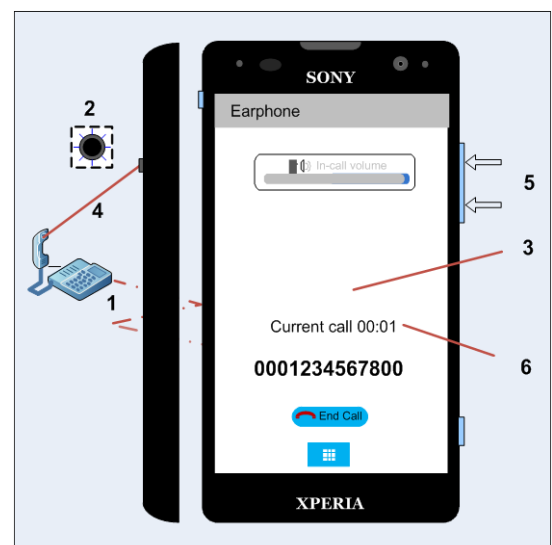 SONY
Earphone
2
In-call volume
5
4
3
1
Current call 00:01
6
0001234567800
End Call
XPERIA